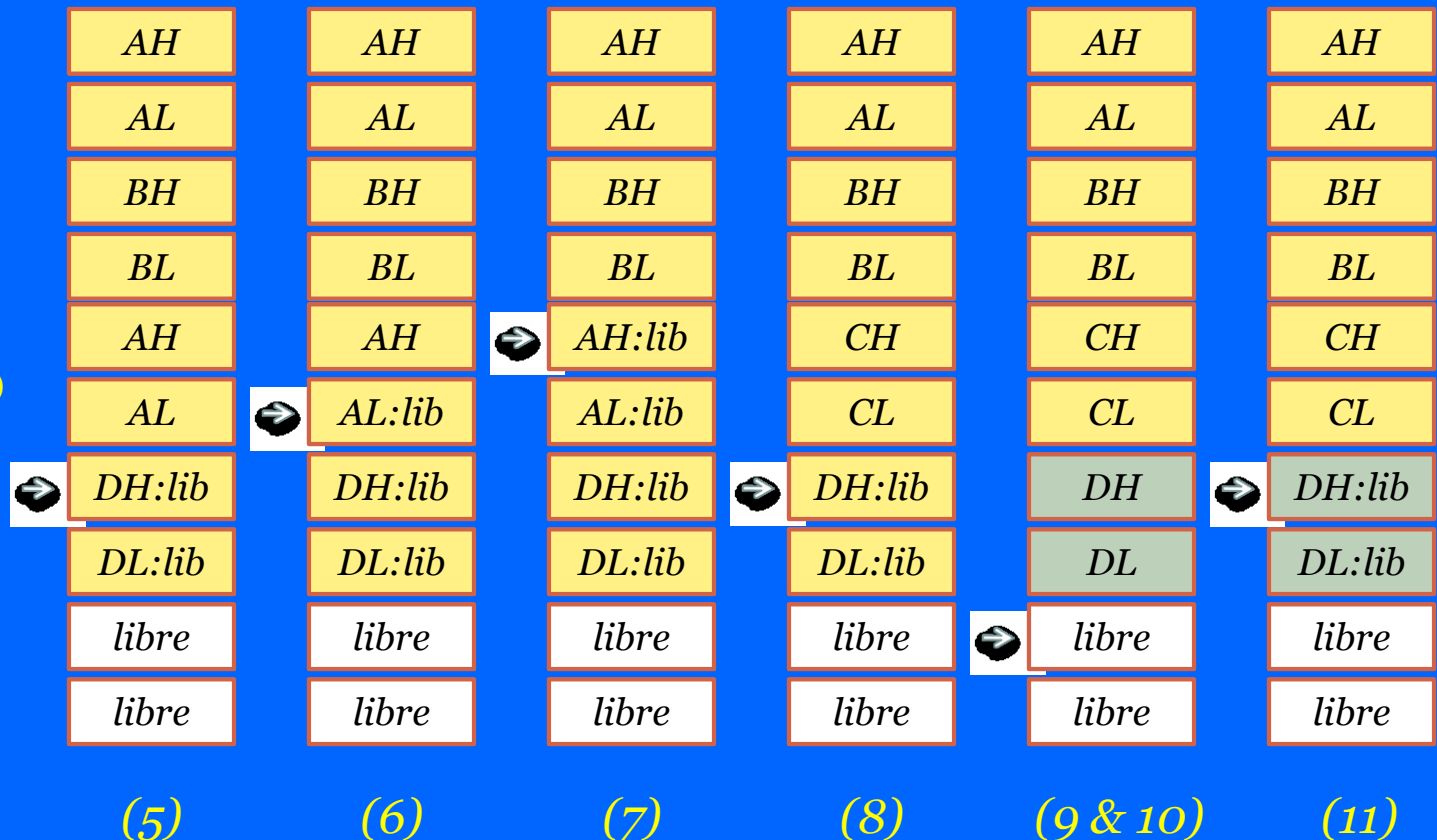 AH AH AH AH AH AH
AL AL AL AL AL AL
BH BH BH BH BH BH
BL BL BL BL BL BL
AH AH AH:lib CH CH CH
AL AL:lib AL:lib CL CL CL
DH:lib DH:lib DH:lib DH:lib DH DH:lib
DL:lib DL:lib DL:lib DL:lib DL DL:lib
libre libre libre libre libre libre
libre libre libre libre libre libre
(5) (6) (7) (8) (9 & 10) (11)